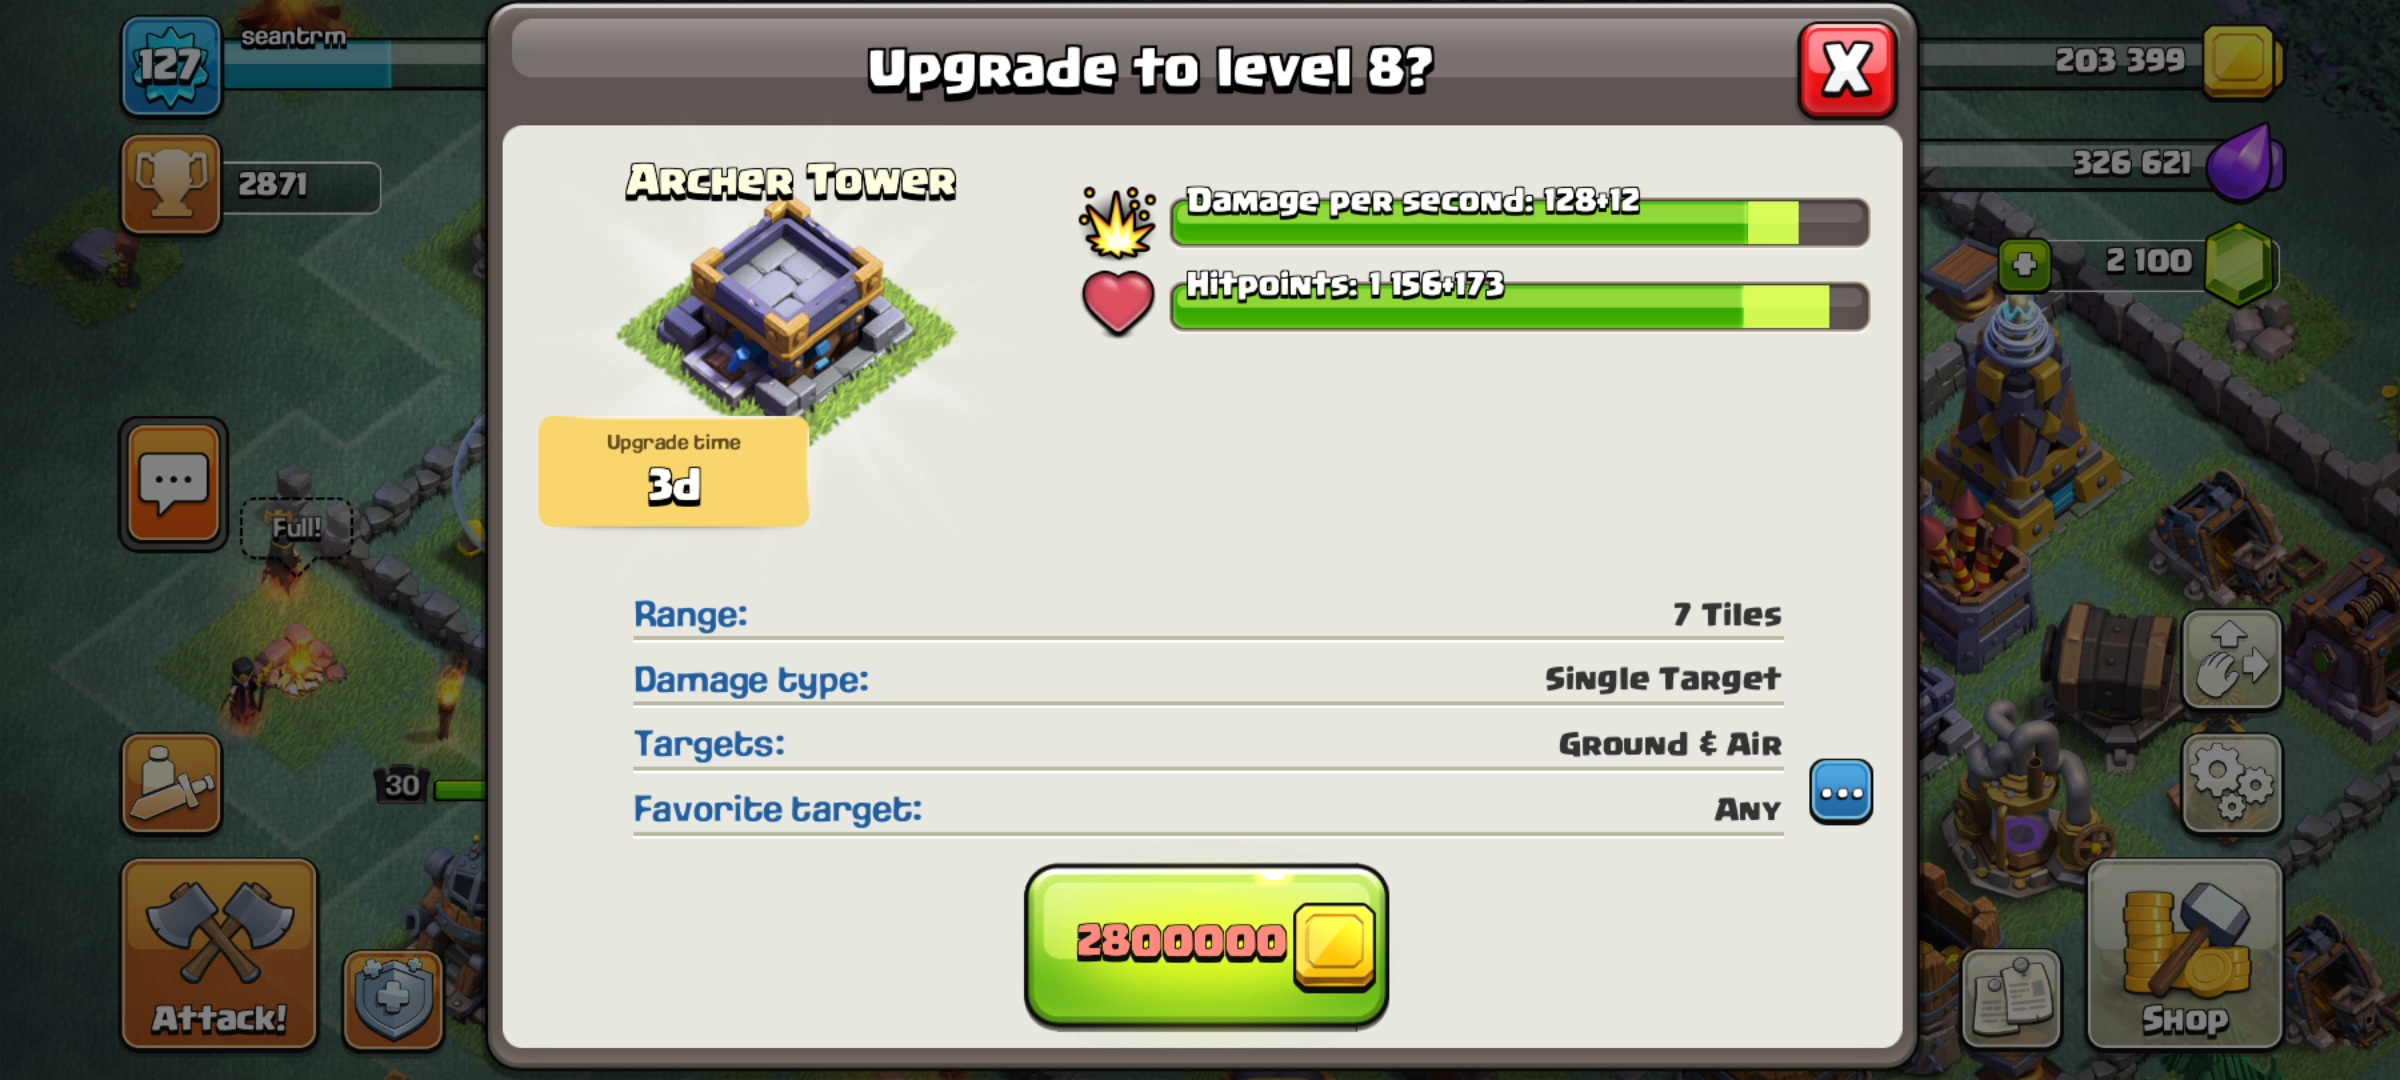 127
seantrm
2871
Full!
30
Attack!
Upgrade to level 8?
X
Archer Tower
Upgrade time
3d
Damage per second: 128+12
Hitpoints: 1 156+173
Range:
7 Tiles
Damage type:
Single Target
Targets:
Ground & Air
Favorite target:
Any
2800000
203 399
326 621
2 100
Shop